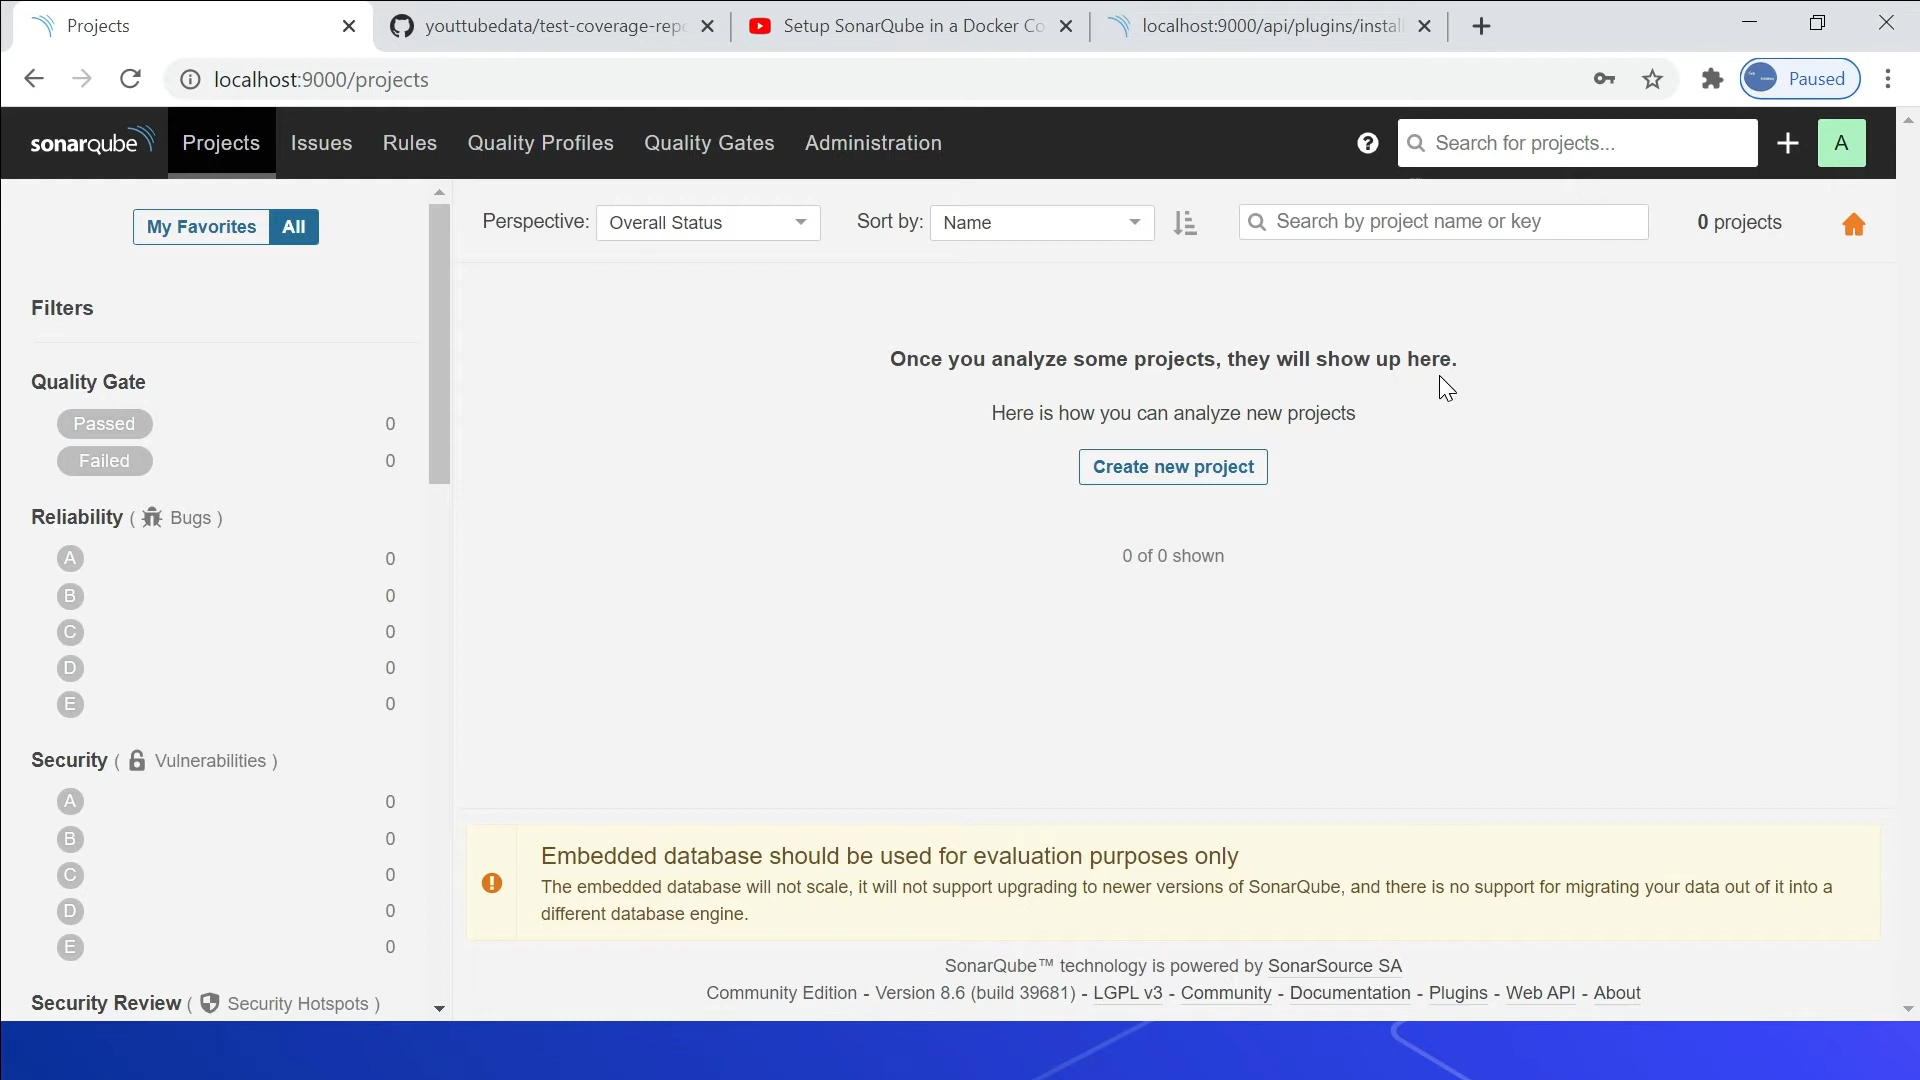 Projects
youttubedata/test-coverage-repo
Setup SonarQube in a Docker Co
localhost:9000/api/plugins/install
localhost:9000/projects
Paused
sonarqube
Projects
Issues
Rules
Quality Profiles
Quality Gates
Administration
Search for projects...
A
My Favorites
All
Perspective:
Overall Status
Sort by:
Name
Search by project name or key
0 projects
Filters
Once you analyze some projects, they will show up here.
Here is how you can analyze new projects
Create new project
0 of 0 shown
Quality Gate
Passed 0
Failed 0
Reliability ( Bugs )
A 0
B 0
C 0
D 0
E 0
Security ( Vulnerabilities )
A 0
B 0
C 0
D 0
E 0
Security Review ( Security Hotspots )
Embedded database should be used for evaluation purposes only
The embedded database will not scale, it will not support upgrading to newer versions of SonarQube, and there is no support for migrating your data out of it into a
different database engine.
SonarQube™ technology is powered by SonarSource SA
Community Edition - Version 8.6 (build 39681) - LGPL v3 - Community - Documentation - Plugins - Web API - About